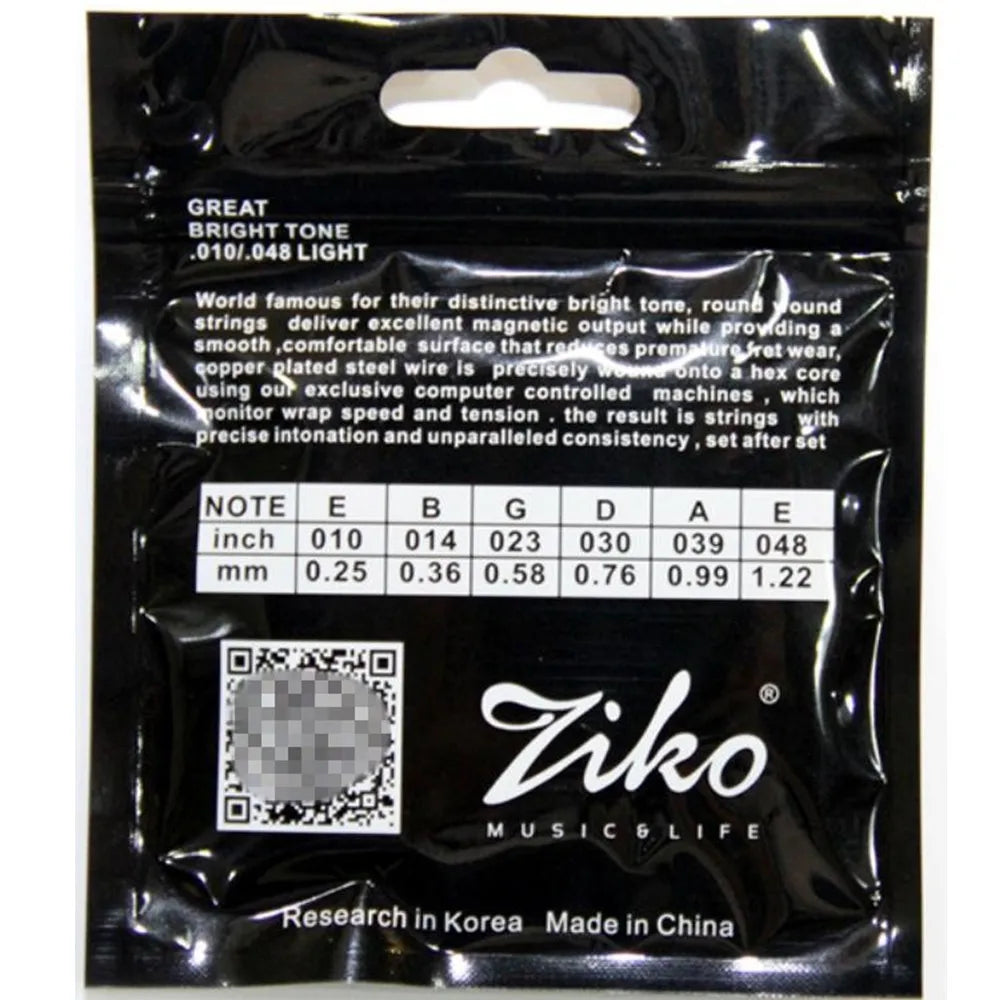 GREAT
BRIGHT TONE
.010/.048 LIGHT
World famous for their distinctive bright tone, round wound
strings deliver excellent magnetic output while providing a
smooth ,comfortable surface that reduces premature fret wear,
copper plated steel wire is precisely wound onto a hex core
using our exclusive computer controlled machines , which
monitor wrap speed and tension . the result is strings with
precise intonation and unparalleled consistency , set after set
NOTE E B G D A E
inch 010 014 023 030 039 048
mm 0.25 0.36 0.58 0.76 0.99 1.22
Ziko ®
MUSIC & LIFE
Research in Korea Made in China